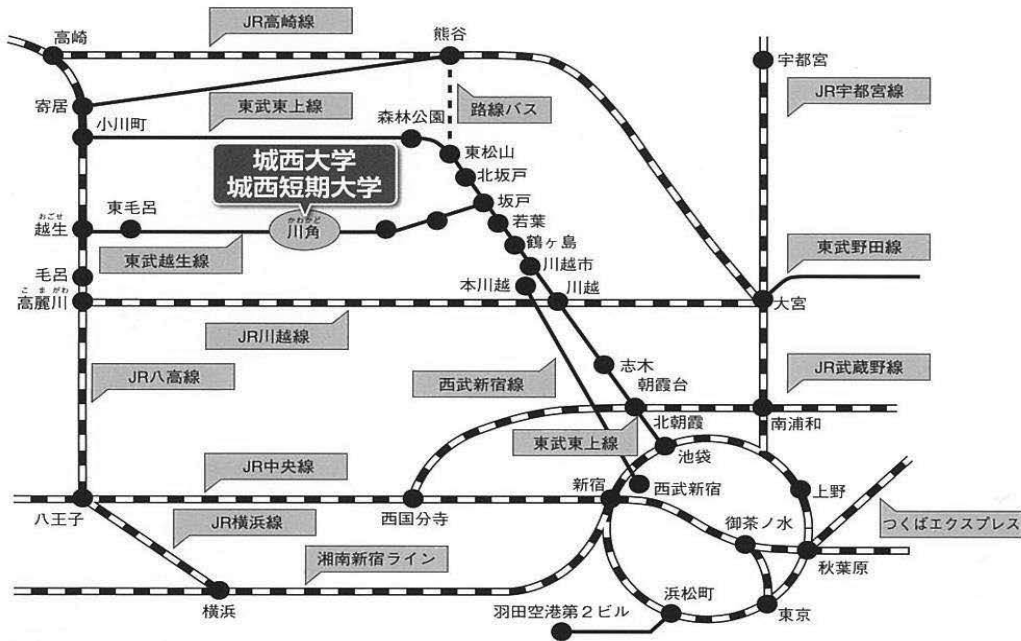 JR高崎線
高崎
熊谷
宇都宮
JR宇都宮線
寄居
東武東上線
路線バス
小川町
森林公園
東松山
城西大学
城西短期大学
北坂戸
おごせ
越生
東毛呂
かわかど
川角
坂戸
若葉
鶴ヶ島
東武越生線
東武野田線
毛呂
川越市
本川越
こまがわ
高麗川
川越
大宮
JR川越線
JR八高線
志木
西武新宿線
朝霞台
JR武蔵野線
北朝霞
南浦和
東武東上線
池袋
JR中央線
新宿
西武新宿
上野
八王子
西国分寺
JR横浜線
御茶ノ水
つくばエクスプレス
湘南新宿ライン
秋葉原
横浜
羽田空港第2ビル
浜松町
東京